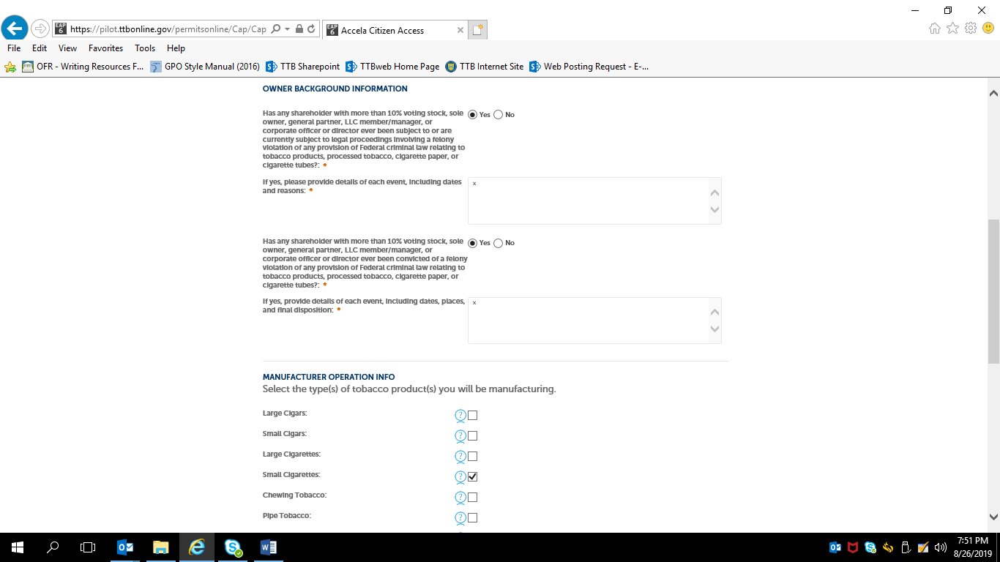 https://pilot.ttbonline.gov/permitsonline/Cap/Cap
EAP 6 Accela Citizen Access
File Edit View Favorites Tools Help
OFR - Writing Resources F... GPO Style Manual (2016) TTB Sharepoint TTBweb Home Page TTB Internet Site Web Posting Request - E-...
OWNER BACKGROUND INFORMATION
Has any shareholder with more than 10% voting stock, sole Yes No
owner, general partner, LLC member/manager, or
corporate officer or director ever been subject to or are
currently subject to legal proceedings involving a felony
violation of any provision of Federal criminal law relating to
tobacco products, processed tobacco, cigarette paper, or
cigarette tubes?: *
If yes, please provide details of each event, including dates x
and reasons: *
Has any shareholder with more than 10% voting stock, sole Yes No
owner, general partner, LLC member/manager, or
corporate officer or director ever been convicted of a felony
violation of any provision of Federal criminal law relating to
tobacco products, processed tobacco, cigarette paper, or
cigarette tubes?: *
If yes, provide details of each event, including dates, places, x
and final disposition: *
MANUFACTURER OPERATION INFO
Select the type(s) of tobacco product(s) you will be manufacturing.
Large Cigars: ?
Small Cigars: ?
Large Cigarettes: ?
Small Cigarettes: ?
Chewing Tobacco: ?
Pipe Tobacco: ?
7:51 PM
8/26/2019